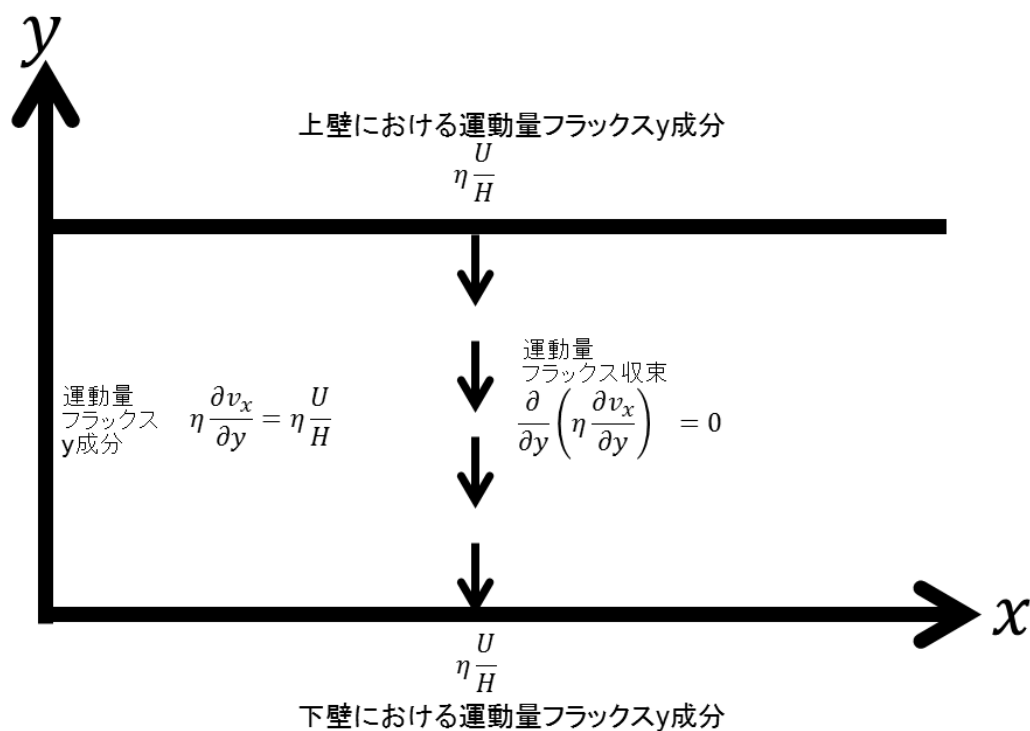 y
上壁における運動量フラックスy成分
η U/H
運動量
フラックス
y成分
η ∂vₓ/∂y = η U/H
運動量
フラックス収束
∂/∂y (η ∂vₓ/∂y) = 0
x
η U/H
下壁における運動量フラックスy成分